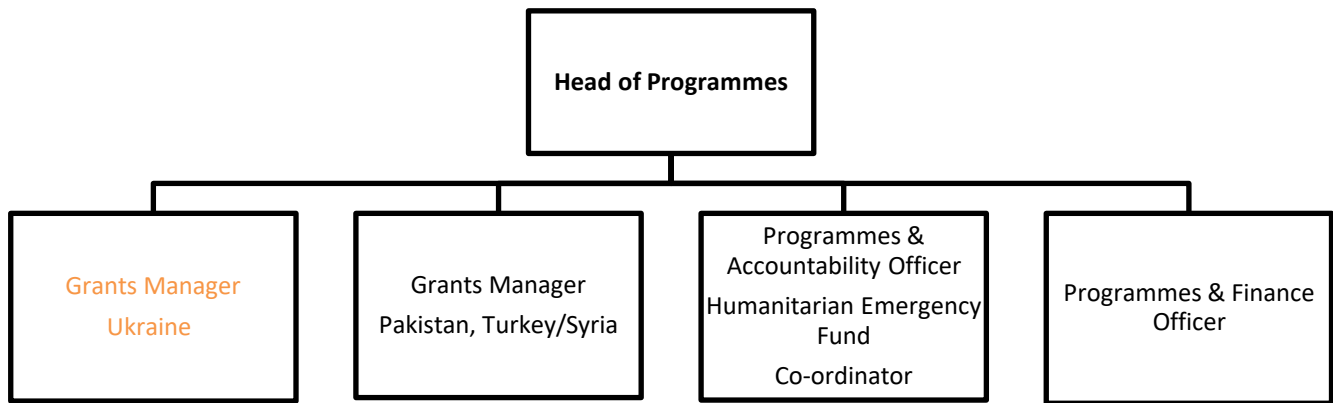 Head of Programmes
Grants Manager
Ukraine
Grants Manager
Pakistan, Turkey/Syria
Programmes &
Accountability Officer
Humanitarian Emergency
Fund
Co-ordinator
Programmes & Finance
Officer